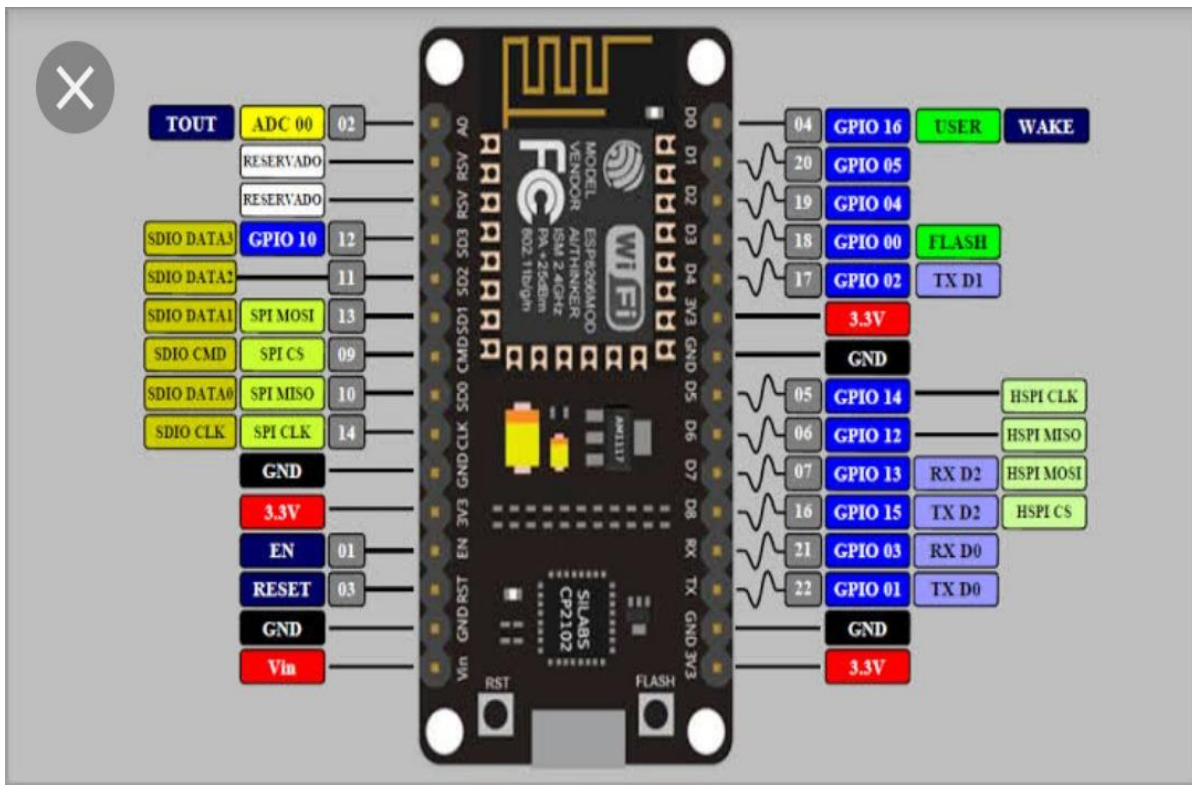 TOUT ADC 00 02 A0 D0 04 GPIO 16 USER WAKE
RESERVADO RSV D1 20 GPIO 05
RESERVADO RSV D2 19 GPIO 04
SDIO DATA3 GPIO 10 12 SD3 D3 18 GPIO 00 FLASH
SDIO DATA2 11 SD2 D4 17 GPIO 02 TX D1
SDIO DATA1 SPI MOSI 13 SD1 3V3 3.3V
SDIO CMD SPI CS 09 CMD GND GND
SDIO DATA0 SPI MISO 10 SD0 D5 05 GPIO 14 HSPI CLK
SDIO CLK SPI CLK 14 CLK D6 06 GPIO 12 HSPI MISO
GND GND D7 07 GPIO 13 RX D2 HSPI MOSI
3.3V 3V3 D8 16 GPIO 15 TX D2 HSPI CS
EN 01 EN RX 21 GPIO 03 RX D0
RESET 03 RST TX 22 GPIO 01 TX D0
GND GND GND GND
Vin Vin 3V3 3.3V
MODEL ESP8266MOD
VENDOR AI/THINKER
ISM 2.4GHz
PA +25dBm
802.11b/g/n
FC
WiFi
AM1117
SILABS
CP2102
RST FLASH